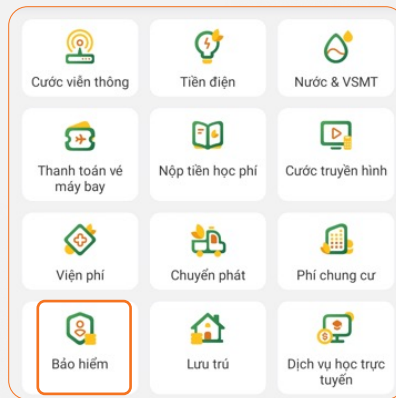 Cước viễn thông
Tiền điện
Nước & VSMT
Thanh toán vé
máy bay
Nộp tiền học phí
Cước truyền hình
Viện phí
Chuyển phát
Phí chung cư
Bảo hiểm
Lưu trú
Dịch vụ học trực
tuyến